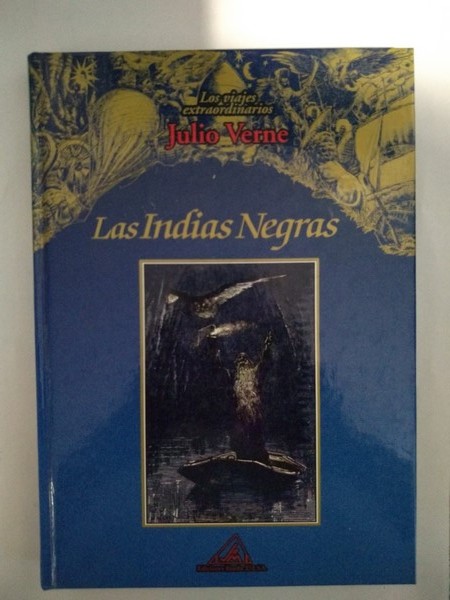 Los viajes
extraordinarios
Julio Verne
Las Indias Negras